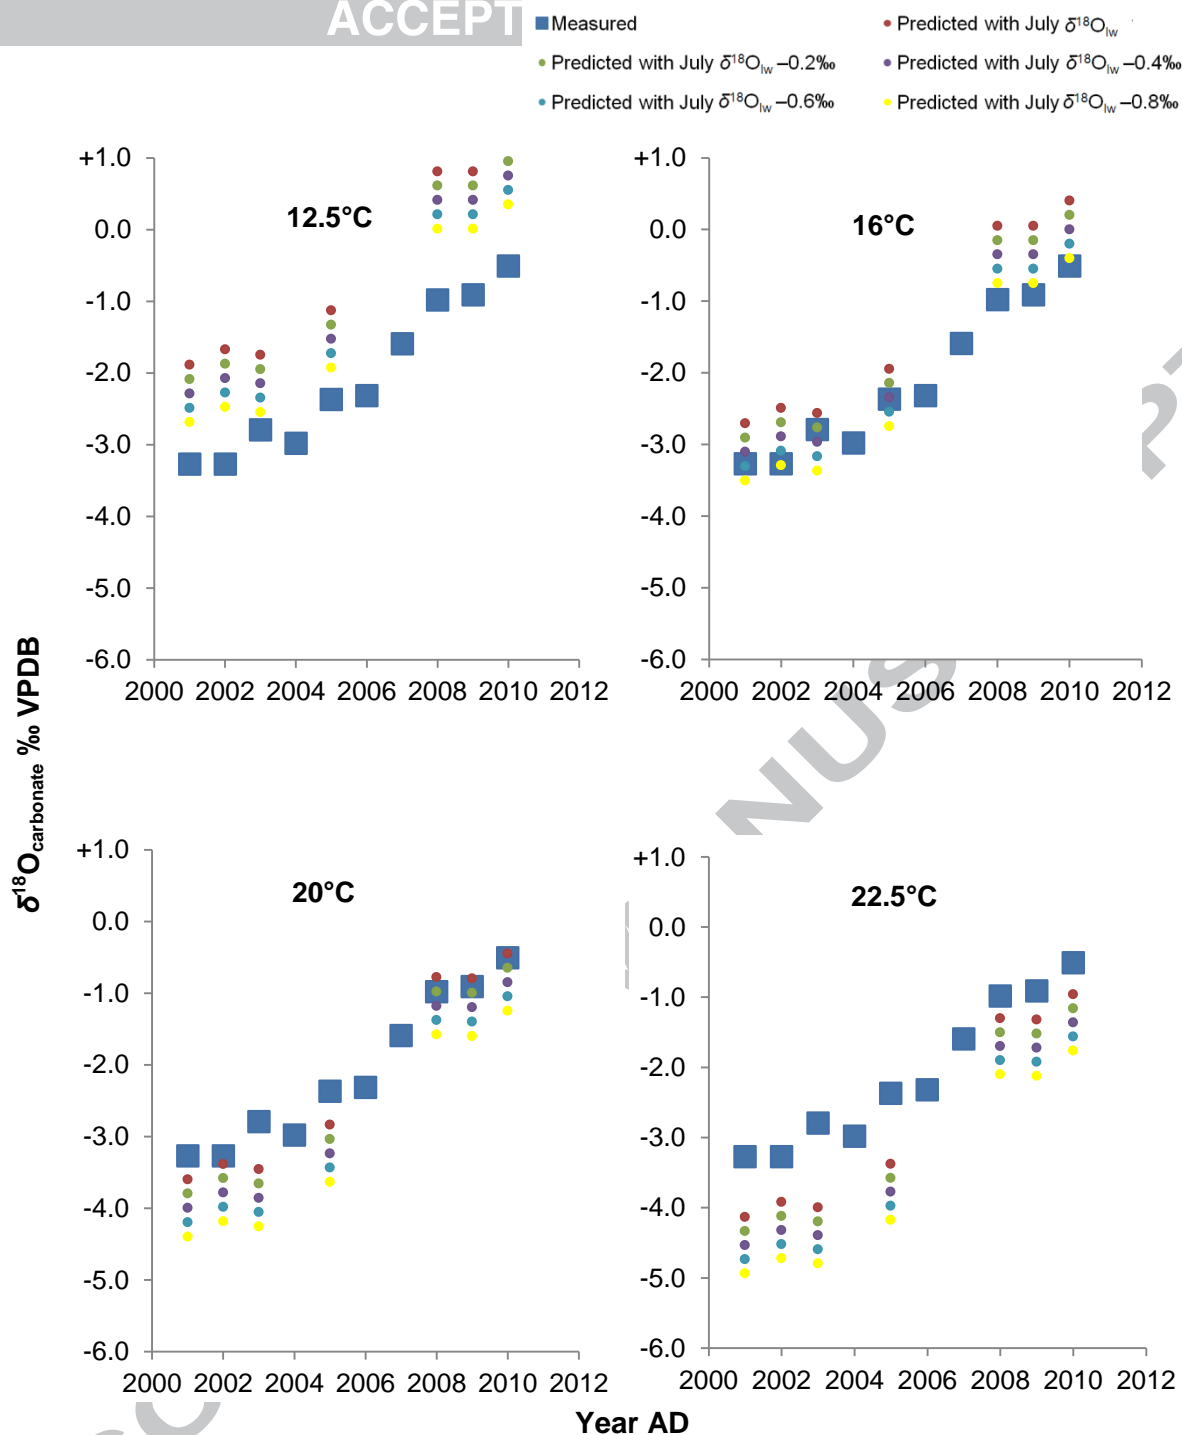 ACCEPT
Measured
Predicted with July δ¹⁸Olw
Predicted with July δ¹⁸Olw –0.2‰
Predicted with July δ¹⁸Olw –0.4‰
Predicted with July δ¹⁸Olw –0.6‰
Predicted with July δ¹⁸Olw –0.8‰
δ¹⁸Ocarbonate ‰ VPDB
12.5°C
+1.0
0.0
-1.0
-2.0
-3.0
-4.0
-5.0
-6.0
2000 2002 2004 2006 2008 2010 2012
16°C
+1.0
0.0
-1.0
-2.0
-3.0
-4.0
-5.0
-6.0
2000 2002 2004 2006 2008 2010 2012
NUS
20°C
+1.0
0.0
-1.0
-2.0
-3.0
-4.0
-5.0
-6.0
2000 2002 2004 2006 2008 2010 2012
22.5°C
+1.0
0.0
-1.0
-2.0
-3.0
-4.0
-5.0
-6.0
2000 2002 2004 2006 2008 2010 2012
Year AD